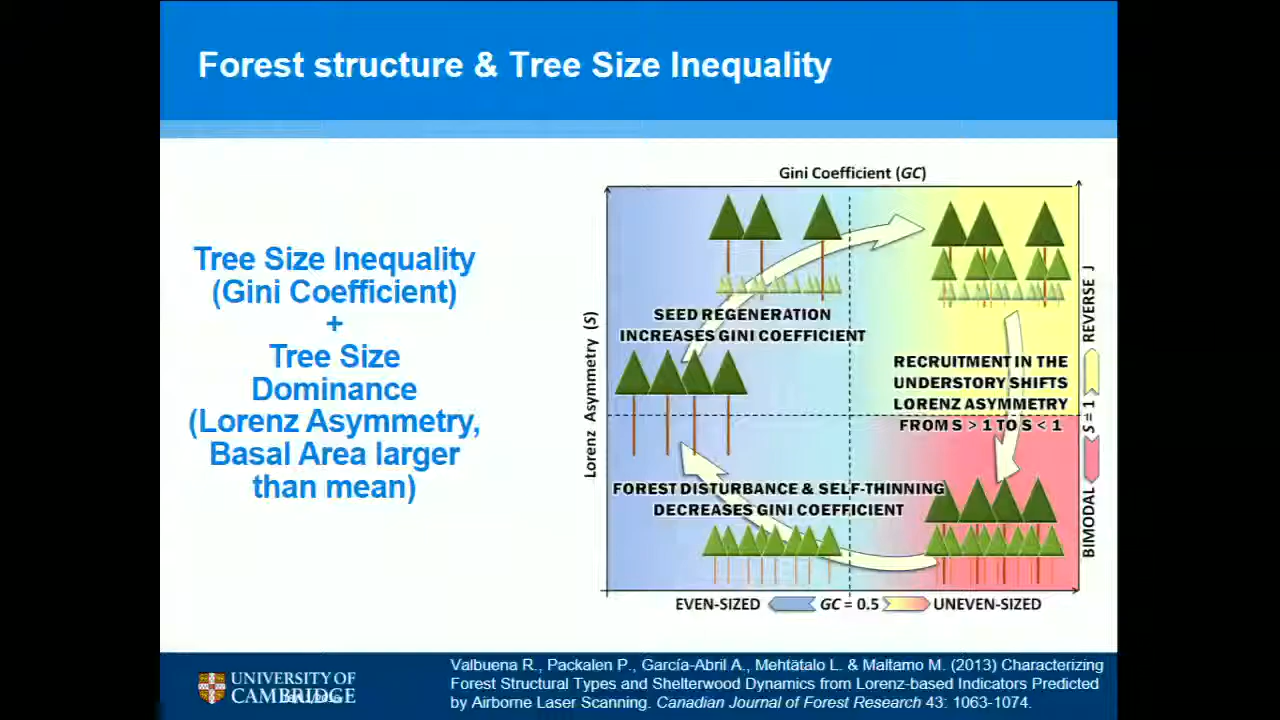 Forest structure & Tree Size Inequality
Tree Size Inequality
(Gini Coefficient)
+
Tree Size
Dominance
(Lorenz Asymmetry,
Basal Area larger
than mean)
Gini Coefficient (GC)
Lorenz Asymmetry (S)
SEED REGENERATION
INCREASES GINI COEFFICIENT
RECRUITMENT IN THE
UNDERSTORY SHIFTS
LORENZ ASYMMETRY
FROM S > 1 TO S < 1
FOREST DISTURBANCE & SELF-THINNING
DECREASES GINI COEFFICIENT
REVERSE J
S = 1
BIMODAL
EVEN-SIZED GC = 0.5 UNEVEN-SIZED
UNIVERSITY OF
CAMBRIDGE
Valbuena R., Packalen P., García-Abril A., Mehtätalo L. & Maltamo M. (2013) Characterizing
Forest Structural Types and Shelterwood Dynamics from Lorenz-based Indicators Predicted
by Airborne Laser Scanning. Canadian Journal of Forest Research 43: 1063-1074.